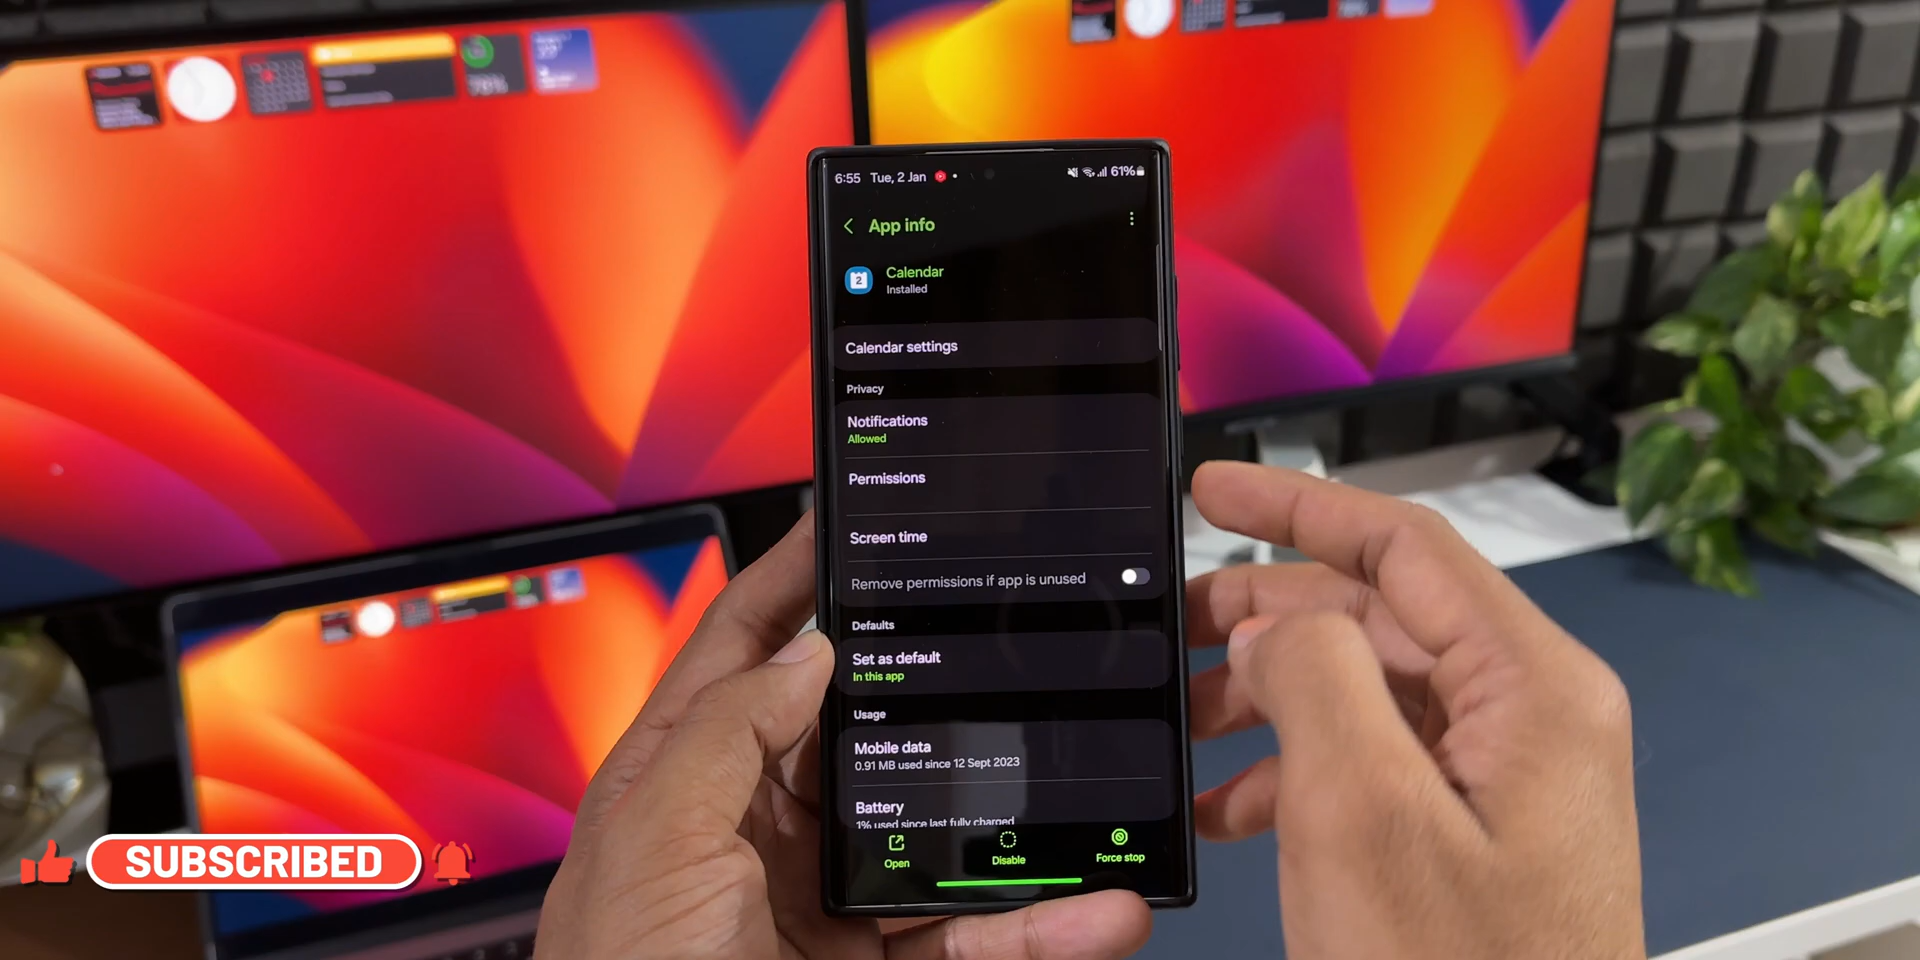 78%
6:55 Tue, 2 Jan 61%
App info
2
Calendar
Installed
Calendar settings
Privacy
Notifications
Allowed
Permissions
Screen time
Remove permissions if app is unused
Defaults
Set as default
In this app
Usage
Mobile data
0.91 MB used since 12 Sept 2023
Battery
1% used since last fully charged
Open
Disable
Force stop
SUBSCRIBED